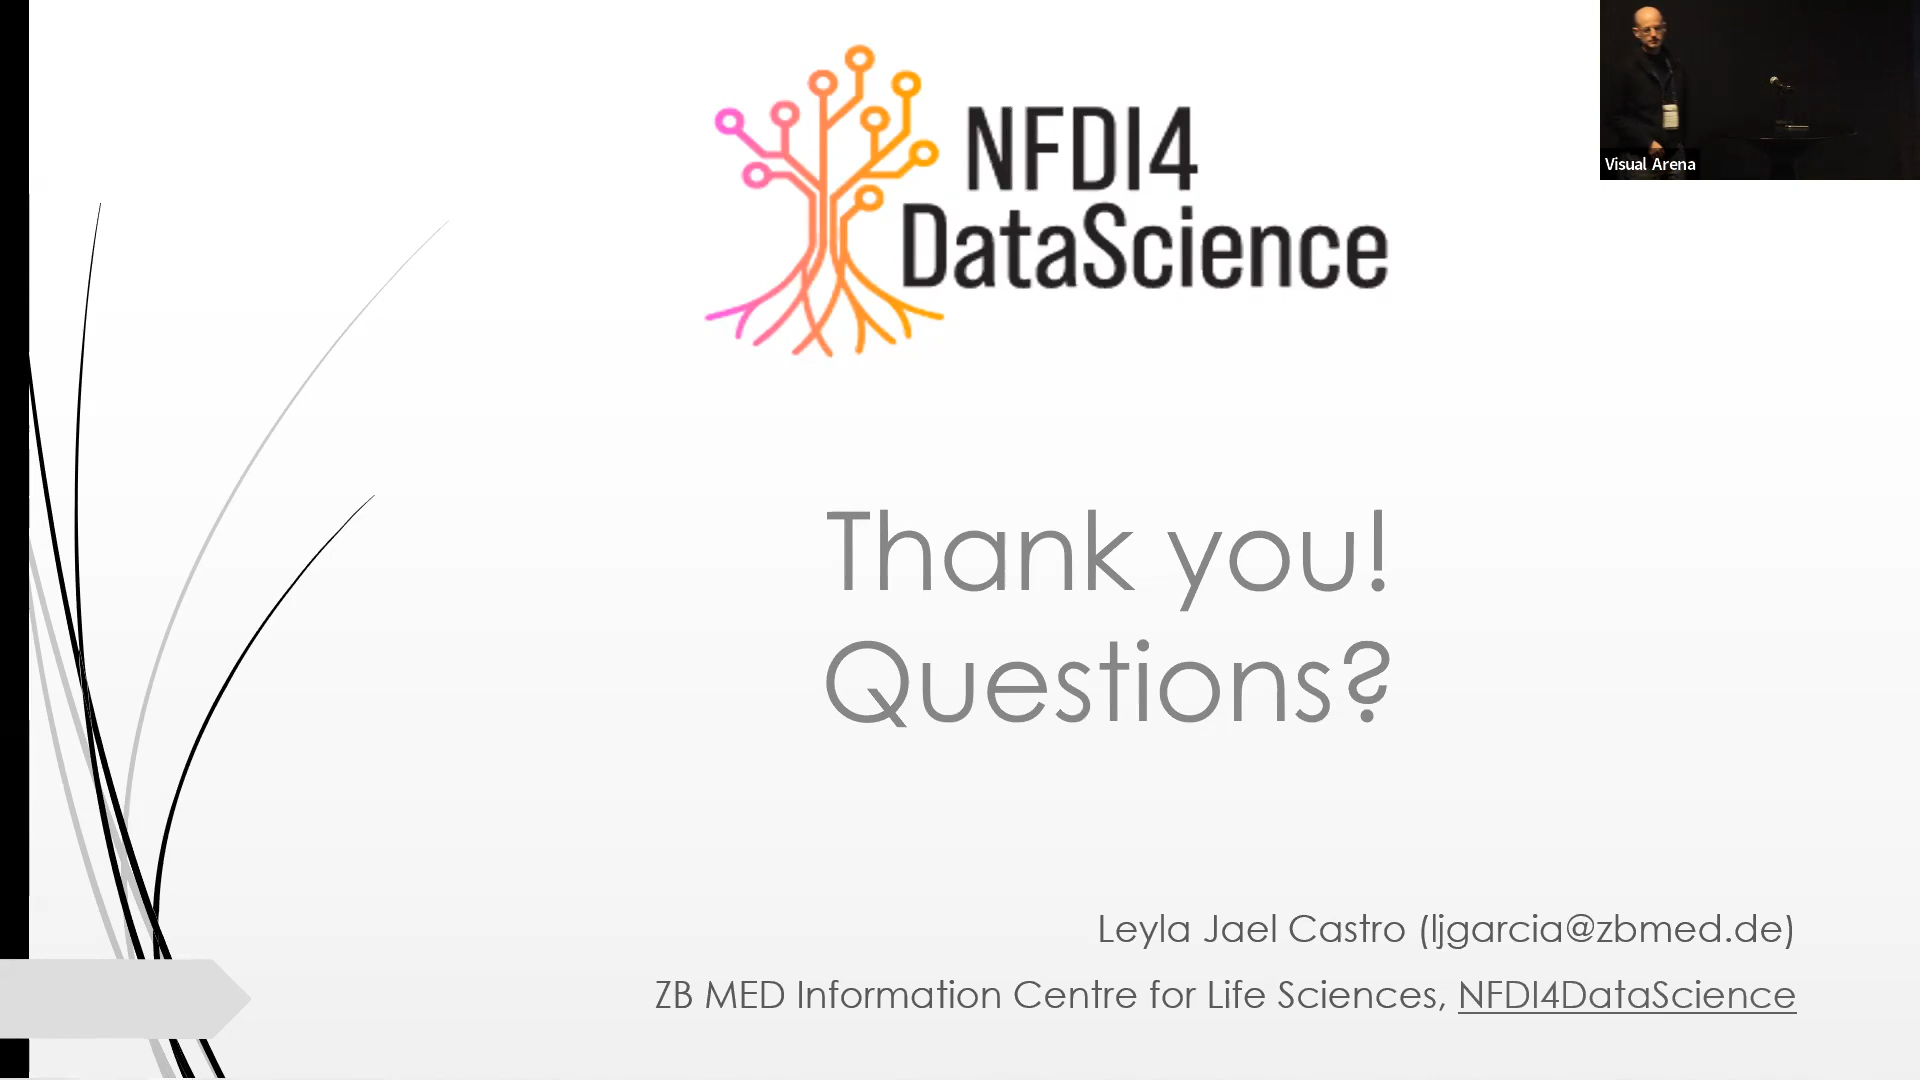 NFDI4
DataScience
Visual Arena
Thank you!
Questions?
Leyla Jael Castro (ljgarcia@zbmed.de)
ZB MED Information Centre for Life Sciences, NFDI4DataScience